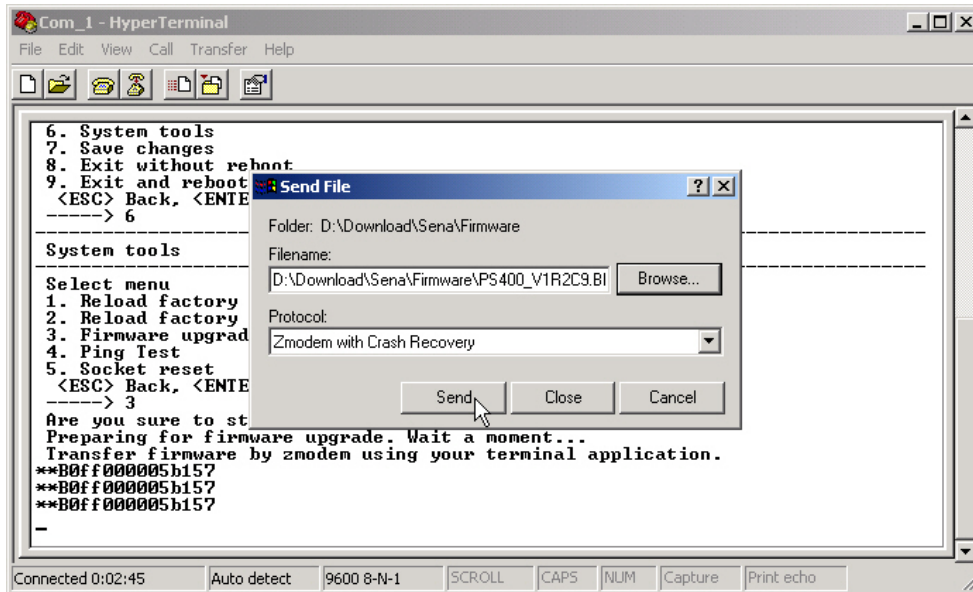 Com_1 - HyperTerminal
File Edit View Call Transfer Help
6. System tools
7. Save changes
8. Exit without reboot
9. Exit and reboot
<ESC> Back, <ENTE
-----> 6
System tools
Select menu
1. Reload factory
2. Reload factory
3. Firmware upgrad
4. Ping Test
5. Socket reset
<ESC> Back, <ENTE
-----> 3
Are you sure to st
Preparing for firmware upgrade. Wait a moment...
Transfer firmware by zmodem using your terminal application.
**B0ff000005b157
**B0ff000005b157
**B0ff000005b157
Send File
Folder: D:\Download\Sena\Firmware
Filename:
D:\Download\Sena\Firmware\PS400_V1R2C9.BI
Browse...
Protocol:
Zmodem with Crash Recovery
Send
Close
Cancel
Connected 0:02:45 Auto detect 9600 8-N-1 SCROLL CAPS NUM Capture Print echo